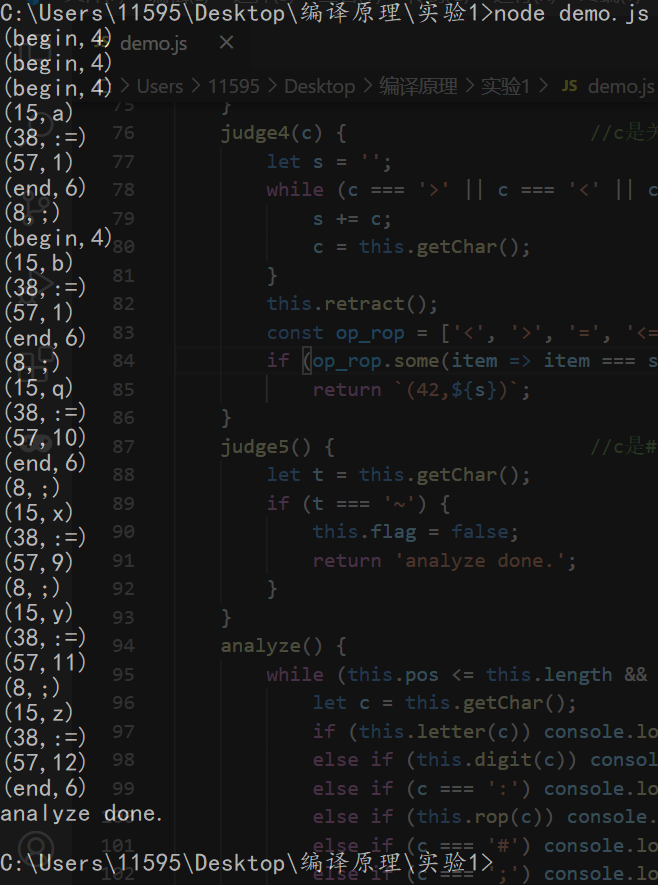 C:\Users\11595\Desktop\编译原理\实验1>node demo.js
(begin,4)
(begin,4)
(begin,4)
(15,a)
(38,:=)
(57,1)
(end,6)
(8,;)
(begin,4)
(15,b)
(38,:=)
(57,1)
(end,6)
(8,;)
(15,q)
(38,:=)
(57,10)
(end,6)
(8,;)
(15,x)
(38,:=)
(57,9)
(8,;)
(15,y)
(38,:=)
(57,11)
(8,;)
(15,z)
(38,:=)
(57,12)
(end,6)
analyze done.
C:\Users\11595\Desktop\编译原理\实验1>
demo.js
> Users > 11595 > Desktop > 编译原理 > 实验1 > JS demo.js
75 }
76 judge4(c) { //c是关
77 let s = '';
78 while (c === '>' || c === '<' || c
79 s += c;
80 c = this.getChar();
81 }
82 this.retract();
83 const op_rop = ['<', '>', '=', '<=
84 if (op_rop.some(item => item === s
85 return `(42,${s})`;
86 }
87 judge5() { //c是#
88 let t = this.getChar();
89 if (t === '~') {
90 this.flag = false;
91 return 'analyze done.';
92 }
93 }
94 analyze() {
95 while (this.pos <= this.length &&
96 let c = this.getChar();
97 if (this.letter(c)) console.lo
98 else if (this.digit(c)) consol
99 else if (c === ':') console.lo
100 else if (this.rop(c)) console.
101 else if (c === '#') console.lo
102 else if (c === ';') console.lo